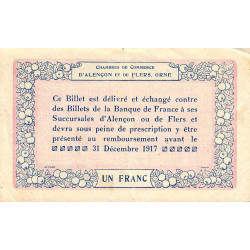 CHAMBRES DE COMMERCE
D'ALENÇON ET DE FLERS, ORNE
Ce Billet est délivré et échangé contre
des Billets de la Banque de France à ses
Succursales d'Alençon ou de Flers et
devra sous peine de prescription y être
présenté au remboursement avant le
31 Décembre 1917
UN FRANC